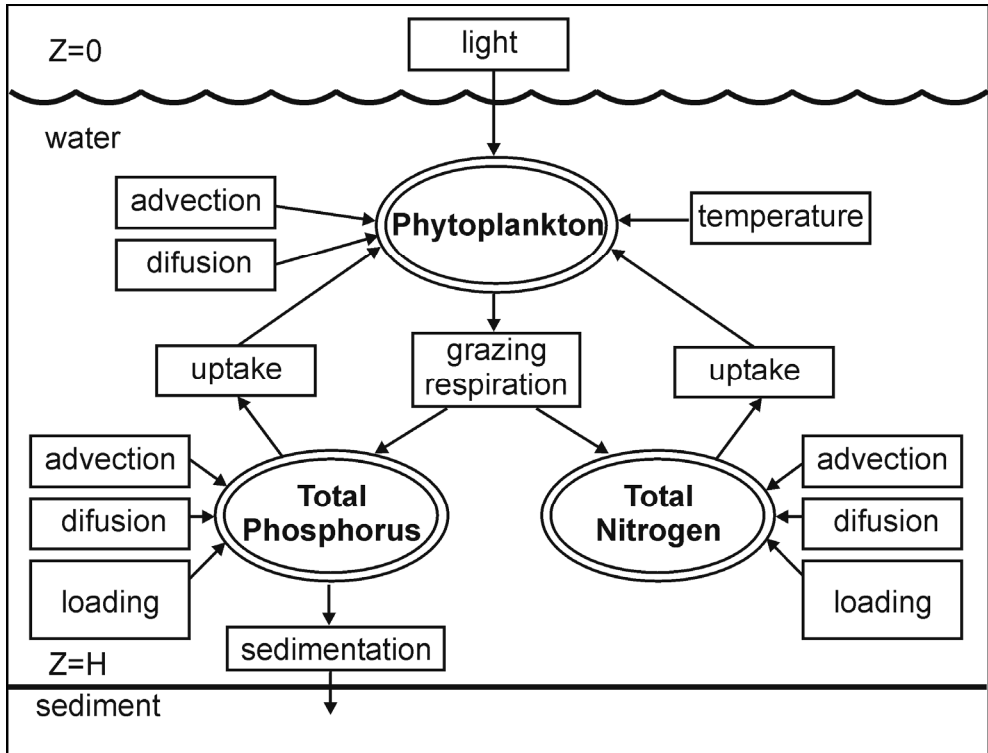 Z=0
light
water
advection
difusion
Phytoplankton
temperature
uptake
grazing
respiration
uptake
advection
difusion
loading
Total
Phosphorus
Total
Nitrogen
advection
difusion
loading
sedimentation
Z=H
sediment